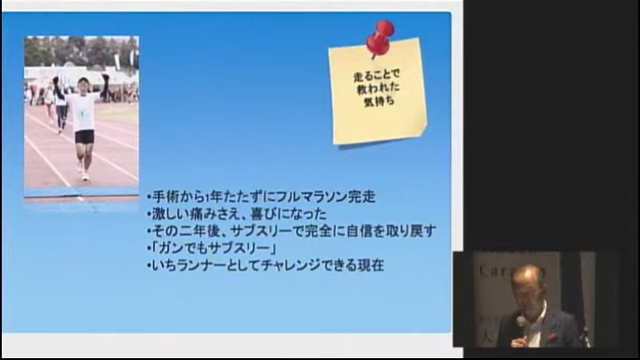 走ることで
救われた
気持ち
・手術から1年たたずにフルマラソン完走
・激しい痛みさえ、喜びになった
・その二年後、サブスリーで完全に自信を取り戻す
・「ガンでもサブスリー」
・いちランナーとしてチャレンジできる現在